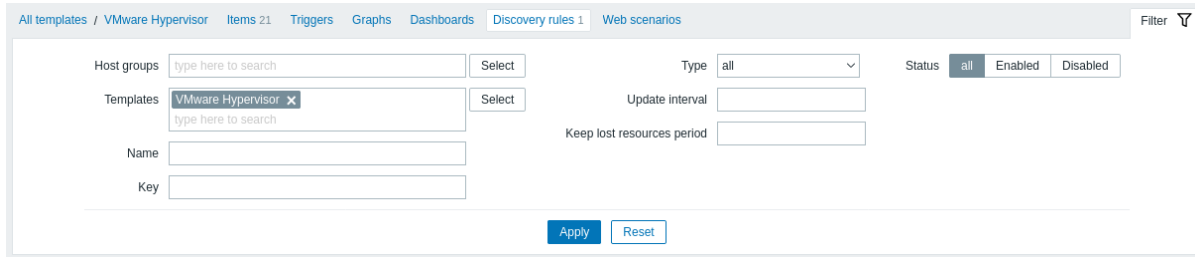 All templates / VMware Hypervisor Items 21 Triggers Graphs Dashboards Discovery rules 1 Web scenarios Filter
Host groups type here to search Select Type all Status all Enabled Disabled
Templates VMware Hypervisor Select Update interval
type here to search
Keep lost resources period
Name
Key
Apply Reset